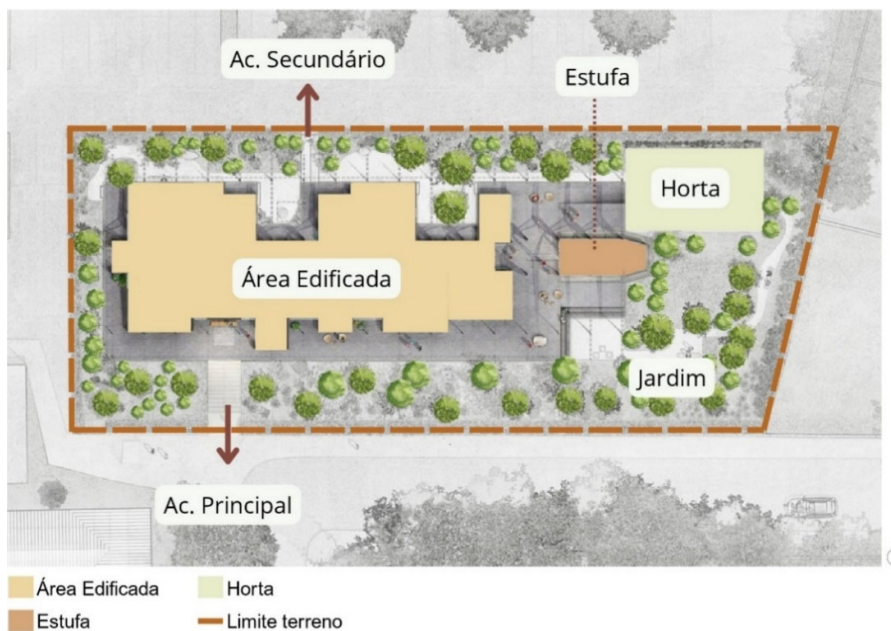 Ac. Secundário
Estufa
Horta
Área Edificada
Jardim
Ac. Principal
Área Edificada
Horta
Estufa
Limite terreno